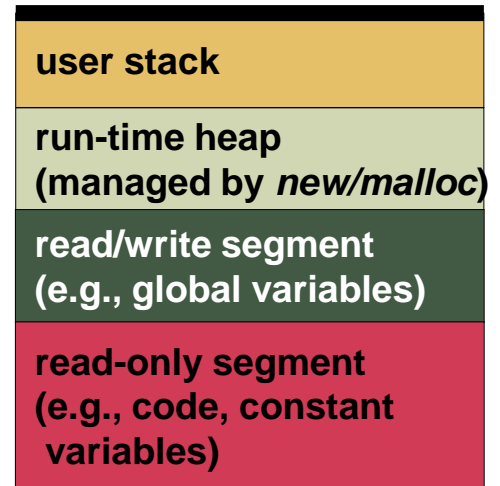 user stack
run-time heap
(managed by new/malloc)
read/write segment
(e.g., global variables)
read-only segment
(e.g., code, constant
variables)